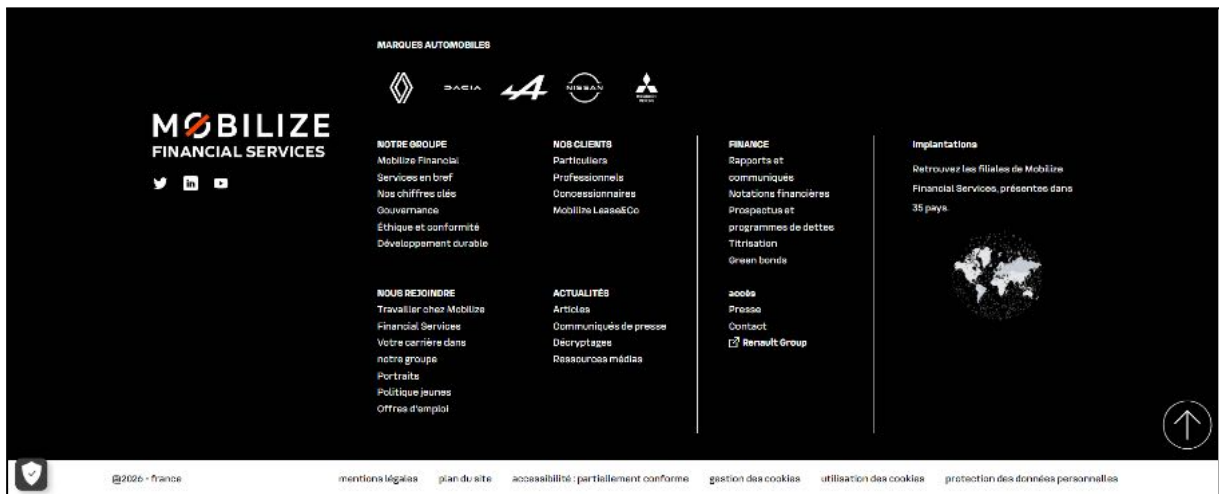 MARQUES AUTOMOBILES
DACIA
NISSAN
MOBILIZE
FINANCIAL SERVICES
NOTRE GROUPE
Mobilize Financial
Services en bref
Nos chiffres clés
Gouvernance
Éthique et conformité
Développement durable
NOS CLIENTS
Particuliers
Professionnels
Concessionnaires
Mobilize Lease&Co
FINANCE
Rapports et
communiqués
Notations financières
Prospectus et
programmes de dettes
Titrisation
Green bonds
Implantations
Retrouvez les filiales de Mobilize
Financial Services, présentes dans
35 pays.
NOUS REJOINDRE
Travailler chez Mobilize
Financial Services
Votre carrière dans
notre groupe
Portraits
Politique jeunes
Offres d'emploi
ACTUALITÉS
Articles
Communiqués de presse
Décryptages
Ressources médias
accès
Presse
Contact
Renault Group
@2026 - france
mentions légales
plan du site
accessibilité : partiellement conforme
gestion des cookies
utilisation des cookies
protection des données personnelles